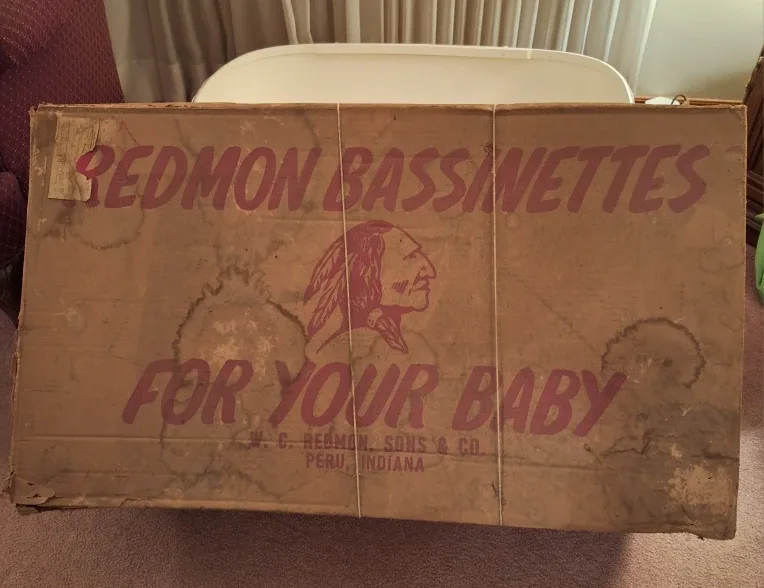 REDMON BASSINETTES
FOR YOUR BABY
W. C. REDMON, SONS & CO.
PERU, INDIANA